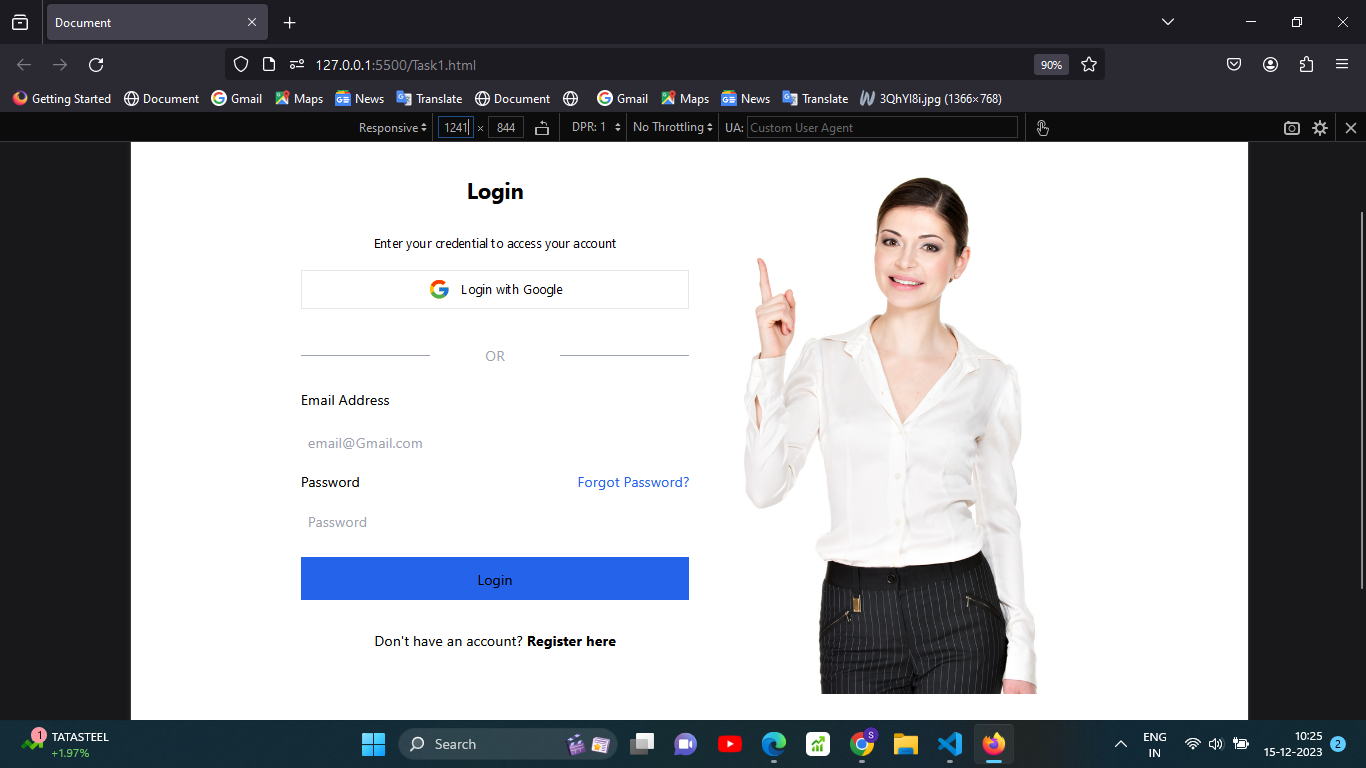 Document
127.0.0.1:5500/Task1.html
90%
Getting Started Document Gmail Maps News Translate Document Gmail Maps News Translate 3QhYI8i.jpg (1366×768)
Responsive 1241 × 844 DPR: 1 No Throttling UA: Custom User Agent
Login
Enter your credential to access your account
Login with Google
OR
Email Address
email@Gmail.com
Password Forgot Password?
Password
Login
Don't have an account? Register here
1
TATASTEEL
+1.97%
Search
S
ENG
IN
10:25
15-12-2023
2